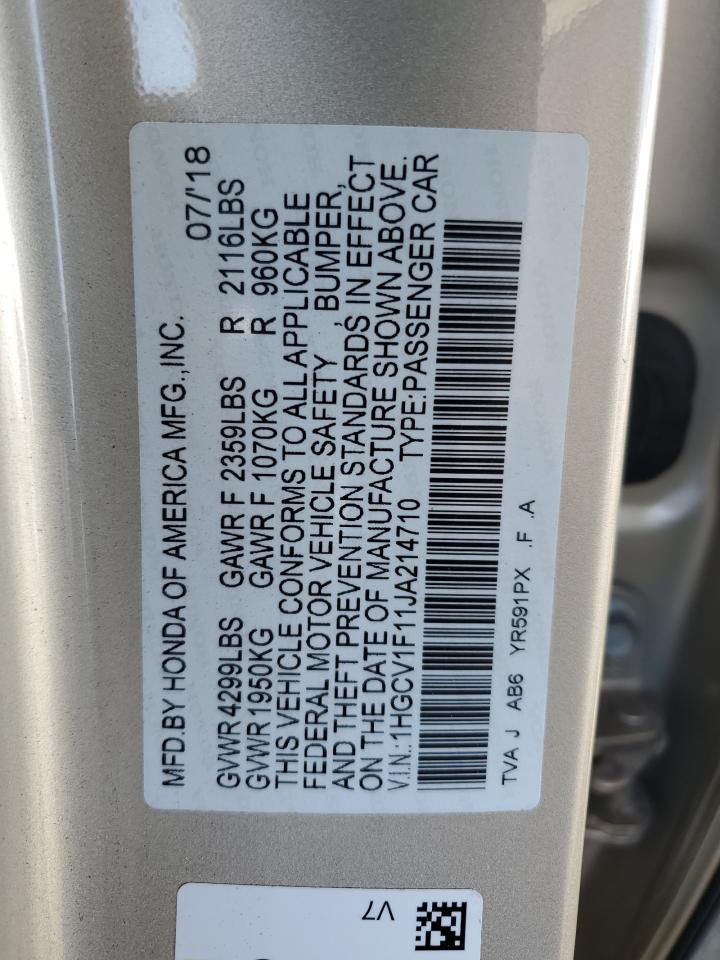 MFD.BY HONDA OF AMERICA MFG.,INC. 07/'18
GVWR 4299LBS GAWR F 2359LBS R 2116LBS
GVWR 1950KG GAWR F 1070KG R 960KG
THIS VEHICLE CONFORMS TO ALL APPLICABLE
FEDERAL MOTOR VEHICLE SAFETY , BUMPER,
AND THEFT PREVENTION STANDARDS IN EFFECT
ON THE DATE OF MANUFACTURE SHOWN ABOVE.
V.I.N.:1HGCV1F11JA214710 TYPE:PASSENGER CAR
TVA J AB6 YR591PX .F .A
V7